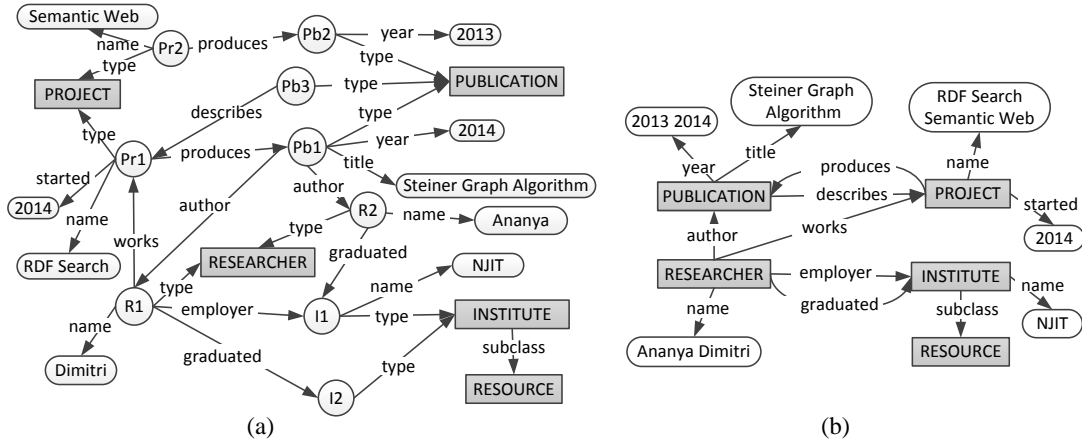 Semantic Web
name
Pr2
produces
Pb2
year
2013
type
type
PROJECT
Pb3
type
PUBLICATION
describes
type
type
Pr1
produces
Pb1
year
2014
started
title
2014
name
author
author
Steiner Graph Algorithm
R2
name
Ananya
works
type
RDF Search
RESEARCHER
graduated
NJIT
type
name
R1
employer
I1
type
INSTITUTE
name
graduated
subclass
Dimitri
type
I2
RESOURCE
(a)
Steiner Graph
Algorithm
RDF Search
Semantic Web
2013 2014
year
title
produces
name
PUBLICATION
describes
PROJECT
author
works
started
2014
RESEARCHER
employer
INSTITUTE
graduated
name
name
subclass
NJIT
Ananya Dimitri
RESOURCE
(b)